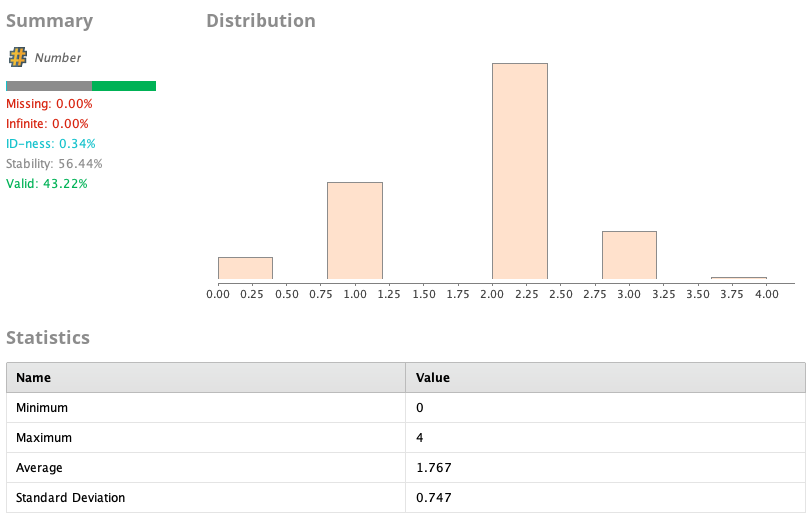 Summary
Distribution
Number
Missing: 0.00%
Infinite: 0.00%
ID-ness: 0.34%
Stability: 56.44%
Valid: 43.22%
0.00 0.25 0.50 0.75 1.00 1.25 1.50 1.75 2.00 2.25 2.50 2.75 3.00 3.25 3.50 3.75 4.00
Statistics
Name Value
Minimum 0
Maximum 4
Average 1.767
Standard Deviation 0.747